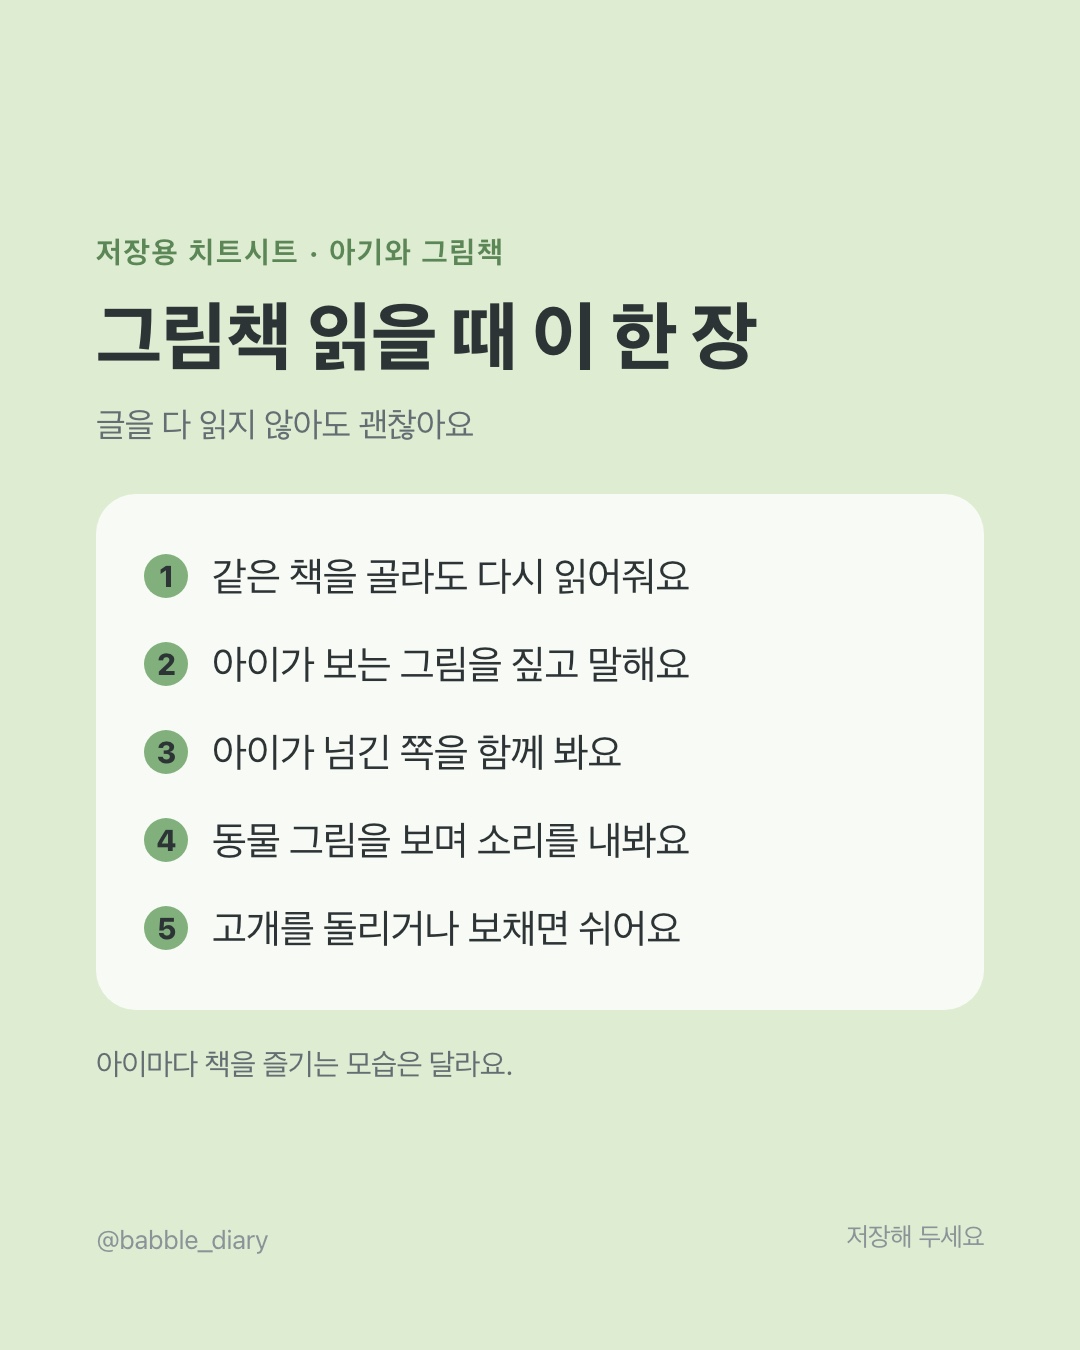 저장용 치트시트 · 아기와 그림책
그림책 읽을 때 이 한 장
글을 다 읽지 않아도 괜찮아요
1 같은 책을 골라도 다시 읽어줘요
2 아이가 보는 그림을 짚고 말해요
3 아이가 넘긴 쪽을 함께 봐요
4 동물 그림을 보며 소리를 내봐요
5 고개를 돌리거나 보채면 쉬어요
아이마다 책을 즐기는 모습은 달라요.
@babble_diary
저장해 두세요